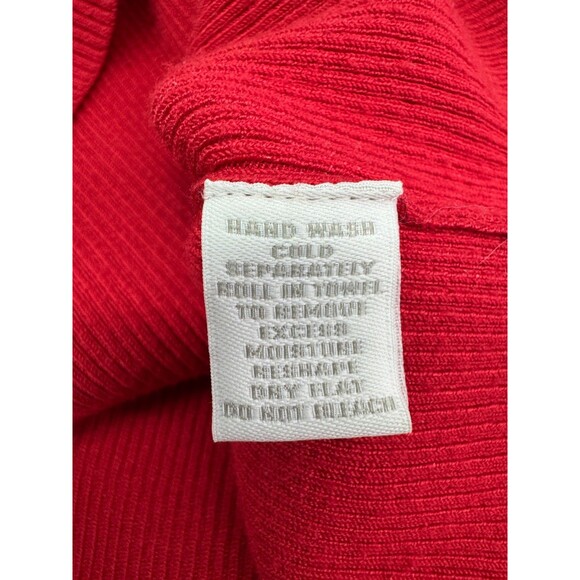 HAND WASH
COLD
SEPARATELY
ROLL IN TOWEL
TO REMOVE
EXCESS
MOISTURE
RESHAPE
DRY FLAT
DO NOT BLEACH